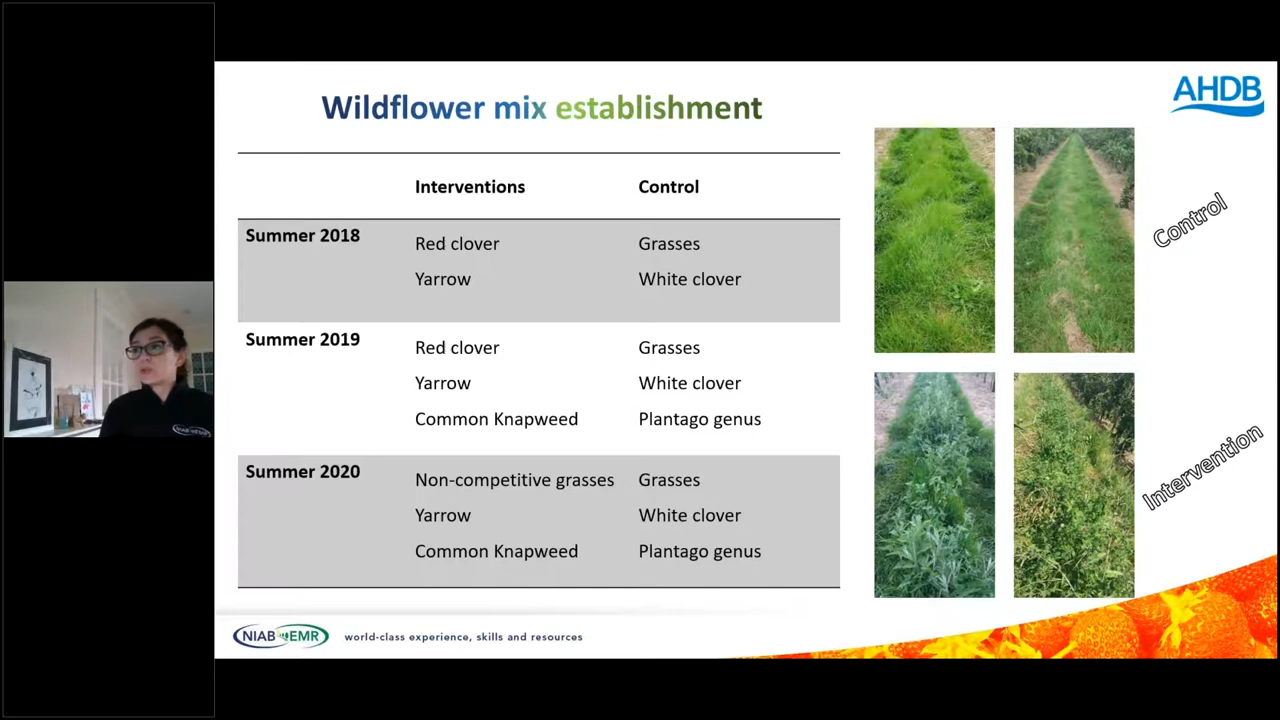 Wildflower mix establishment
AHDB
Interventions Control
Summer 2018
Red clover Grasses
Yarrow White clover
Summer 2019
Red clover Grasses
Yarrow White clover
Common Knapweed Plantago genus
Summer 2020
Non-competitive grasses Grasses
Yarrow White clover
Common Knapweed Plantago genus
Control
Intervention
NIAB EMR world-class experience, skills and resources